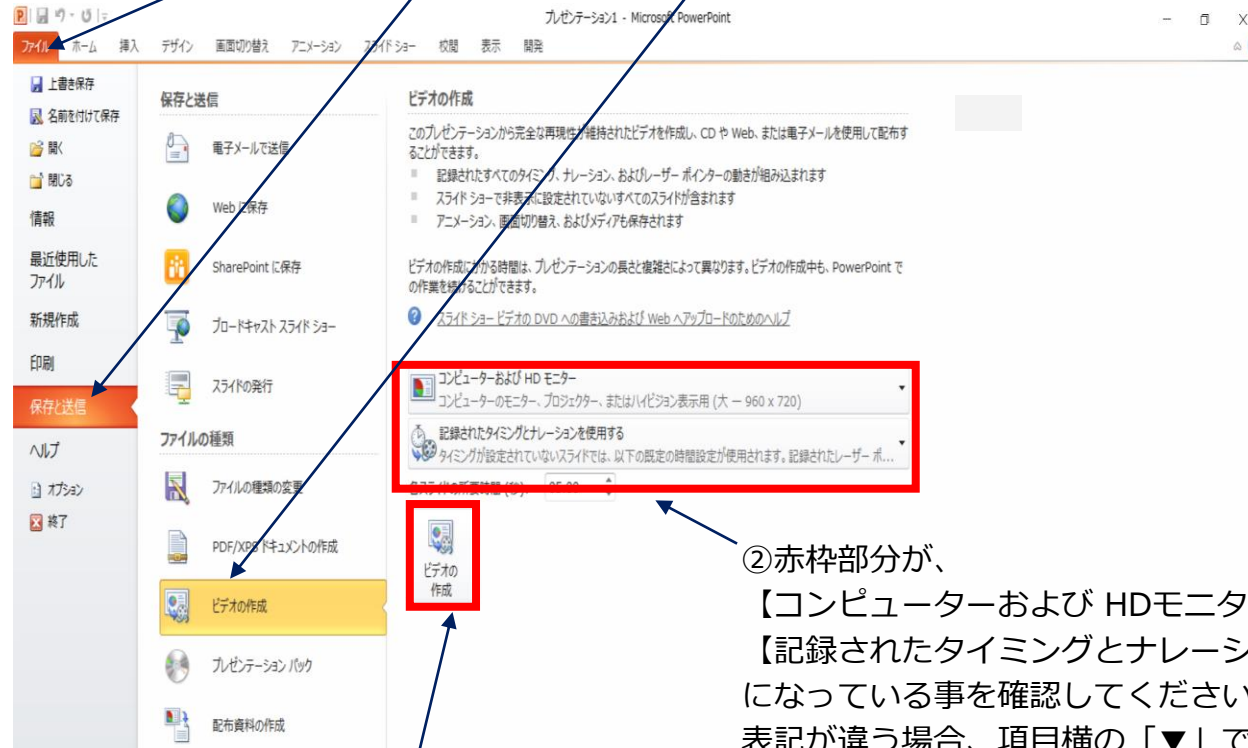 プレゼンテーション1 - Microsoft PowerPoint
ファイル ホーム 挿入 デザイン 画面切り替え アニメーション スライド ショー 校閲 表示 開発
上書き保存
名前を付けて保存
開く
閉じる
情報
最近使用した
ファイル
新規作成
印刷
保存と送信
ヘルプ
オプション
終了
保存と送信
電子メールで送信
Web に保存
SharePoint に保存
ブロードキャスト スライド ショー
スライドの発行
ファイルの種類
ファイルの種類の変更
PDF/XPS ドキュメントの作成
ビデオの作成
プレゼンテーション パック
配布資料の作成
ビデオの作成
このプレゼンテーションから完全な再現性が維持されたビデオを作成し、CD や Web、または電子メールを使用して配布す
ることができます。
記録されたすべてのタイミング、ナレーション、およびレーザー ポインターの動きが組み込まれます
スライド ショーで非表示に設定されていないすべてのスライドが含まれます
アニメーション、画面切り替え、およびメディアも保存されます
ビデオの作成にかかる時間は、プレゼンテーションの長さと複雑さによって異なります。ビデオの作成中も、PowerPoint で
の作業を続けることができます。
スライド ショー ビデオの DVD への書き込みおよび Web へアップロードのためのヘルプ
コンピューターおよび HD モニター
コンピューターのモニター、プロジェクター、またはハイビジョン表示用 (大 — 960 x 720)
記録されたタイミングとナレーションを使用する
タイミングが設定されていないスライドでは、以下の既定の時間設定が使用されます。記録されたレーザー ポ...
各スライドの所要時間 (秒): 05.00
ビデオの
作成
②赤枠部分が、
【コンピューターおよび HDモニタ
【記録されたタイミングとナレーシ
になっている事を確認してください
表記が違う場合、項目横の「▼」で